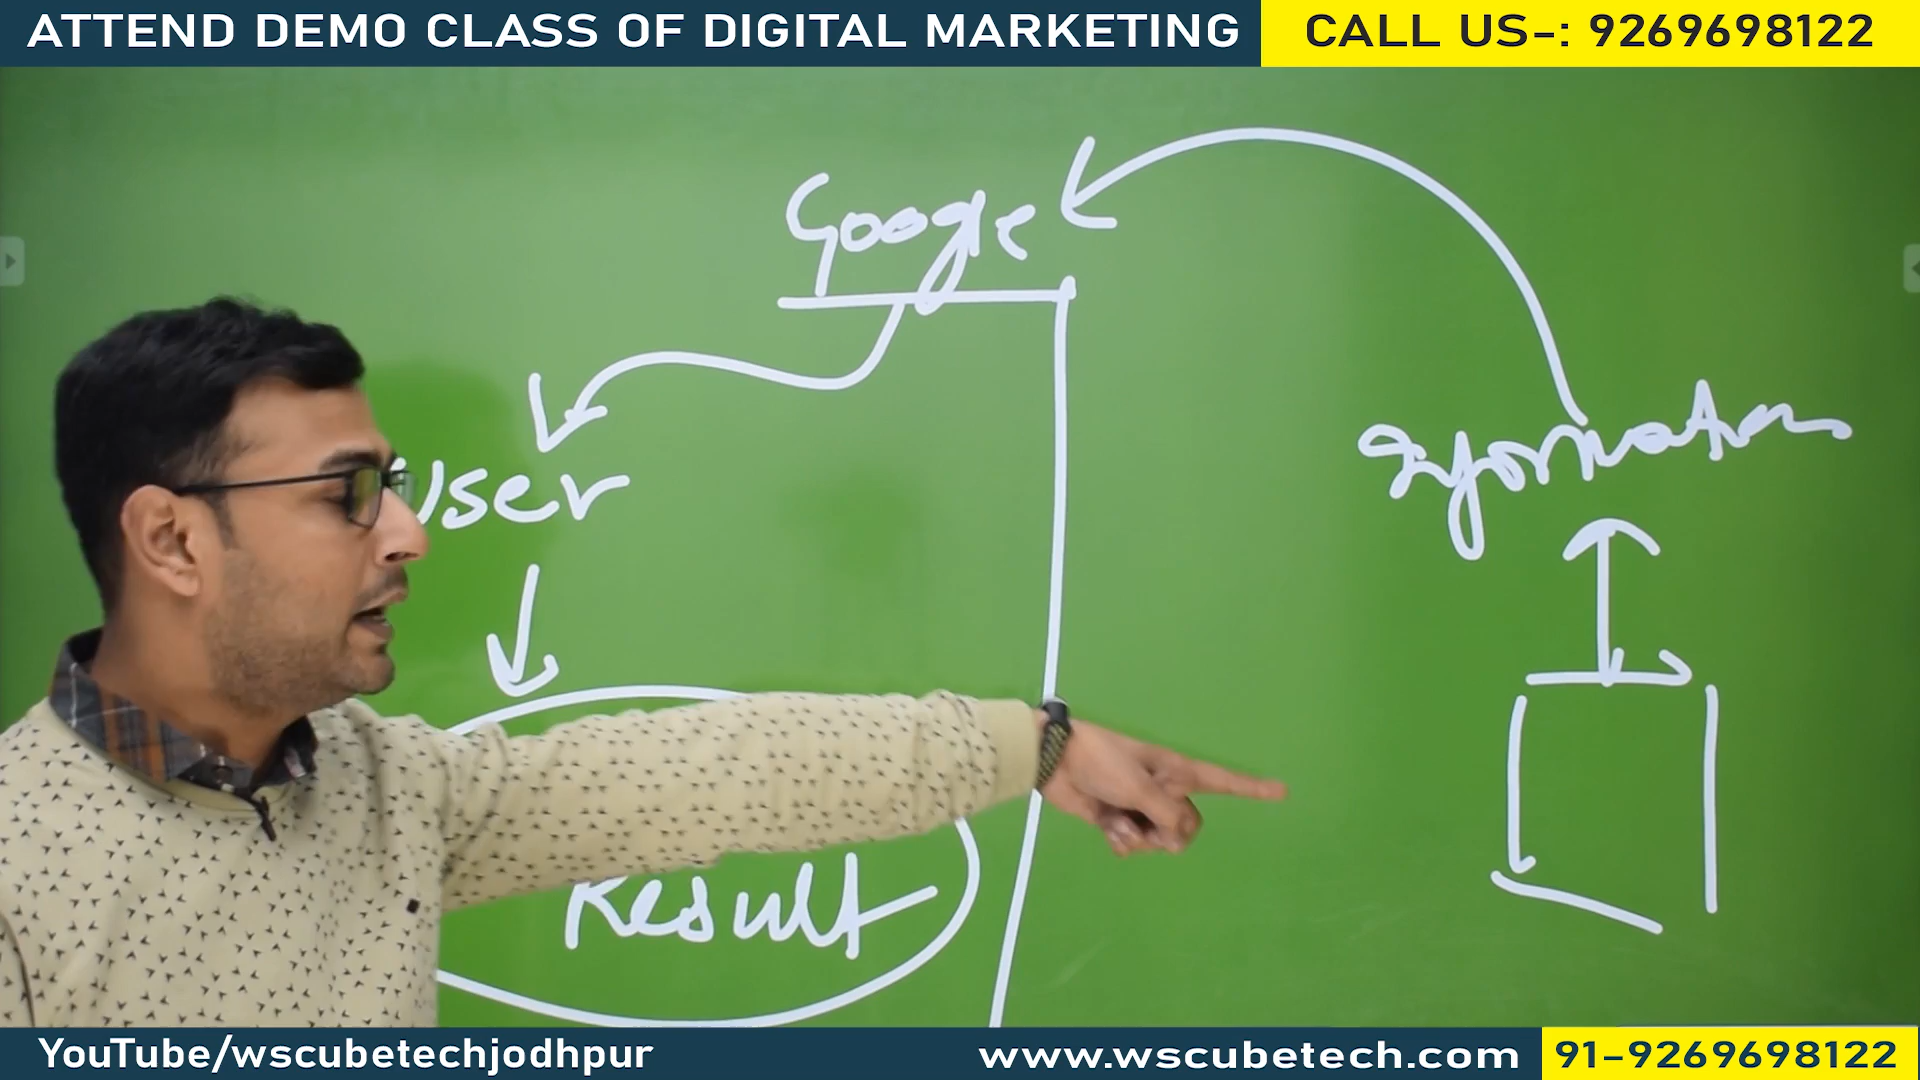 ATTEND DEMO CLASS OF DIGITAL MARKETING
CALL US-: 9269698122
Google
Information
User
Result
YouTube/wscubetechjodhpur
www.wscubetech.com
91-9269698122